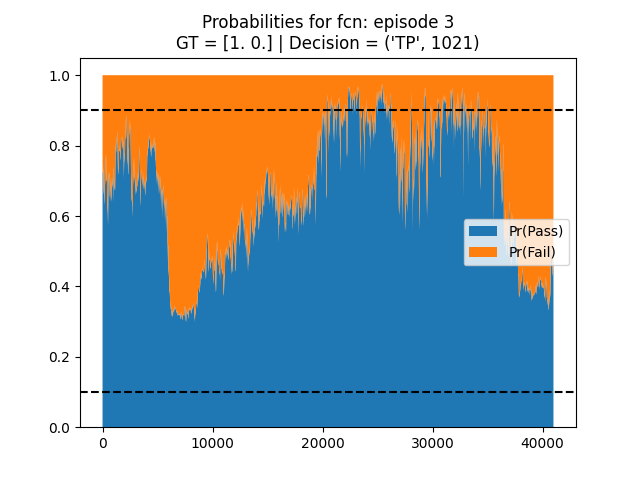 Probabilities for fcn: episode 3
GT = [1. 0.] | Decision = ('TP', 1021)
1.0
0.8
0.6
0.4
0.2
0.0
Pr(Pass)
Pr(Fail)
0
10000
20000
30000
40000